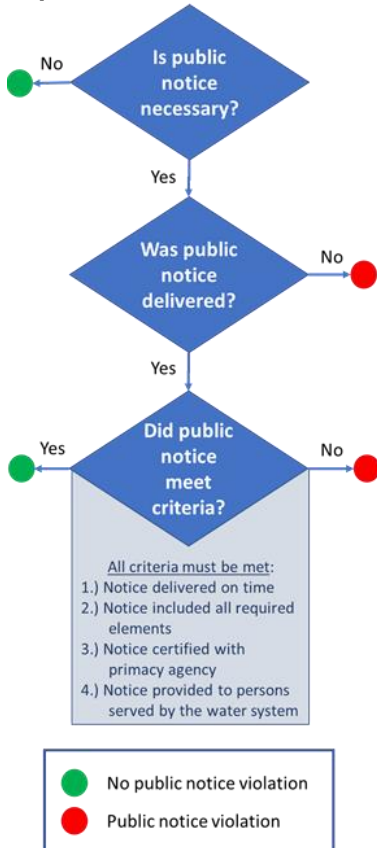 Is public
notice
necessary?
No
Yes
Was public
notice
delivered?
No
Yes
Did public
notice
meet
criteria?
Yes
No
All criteria must be met:
1.) Notice delivered on time
2.) Notice included all required
elements
3.) Notice certified with
primacy agency
4.) Notice provided to persons
served by the water system
No public notice violation
Public notice violation